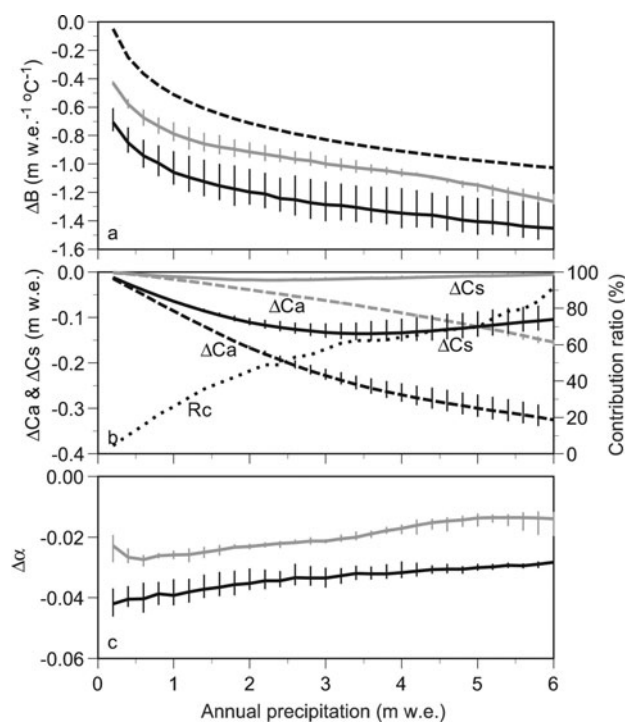 0.0
-0.2
-0.4
-0.6
-0.8
-1.0
-1.2
-1.4
-1.6
ΔB (m w.e.⁻¹ °C⁻¹)
a
0.0
-0.1
-0.2
-0.3
-0.4
ΔCa & ΔCs (m w.e.)
ΔCs
ΔCa
ΔCa
ΔCs
Rc
b
100
80
60
40
20
0
Contribution ratio (%)
0.00
-0.02
-0.04
-0.06
Δα
c
0 1 2 3 4 5 6
Annual precipitation (m w.e.)